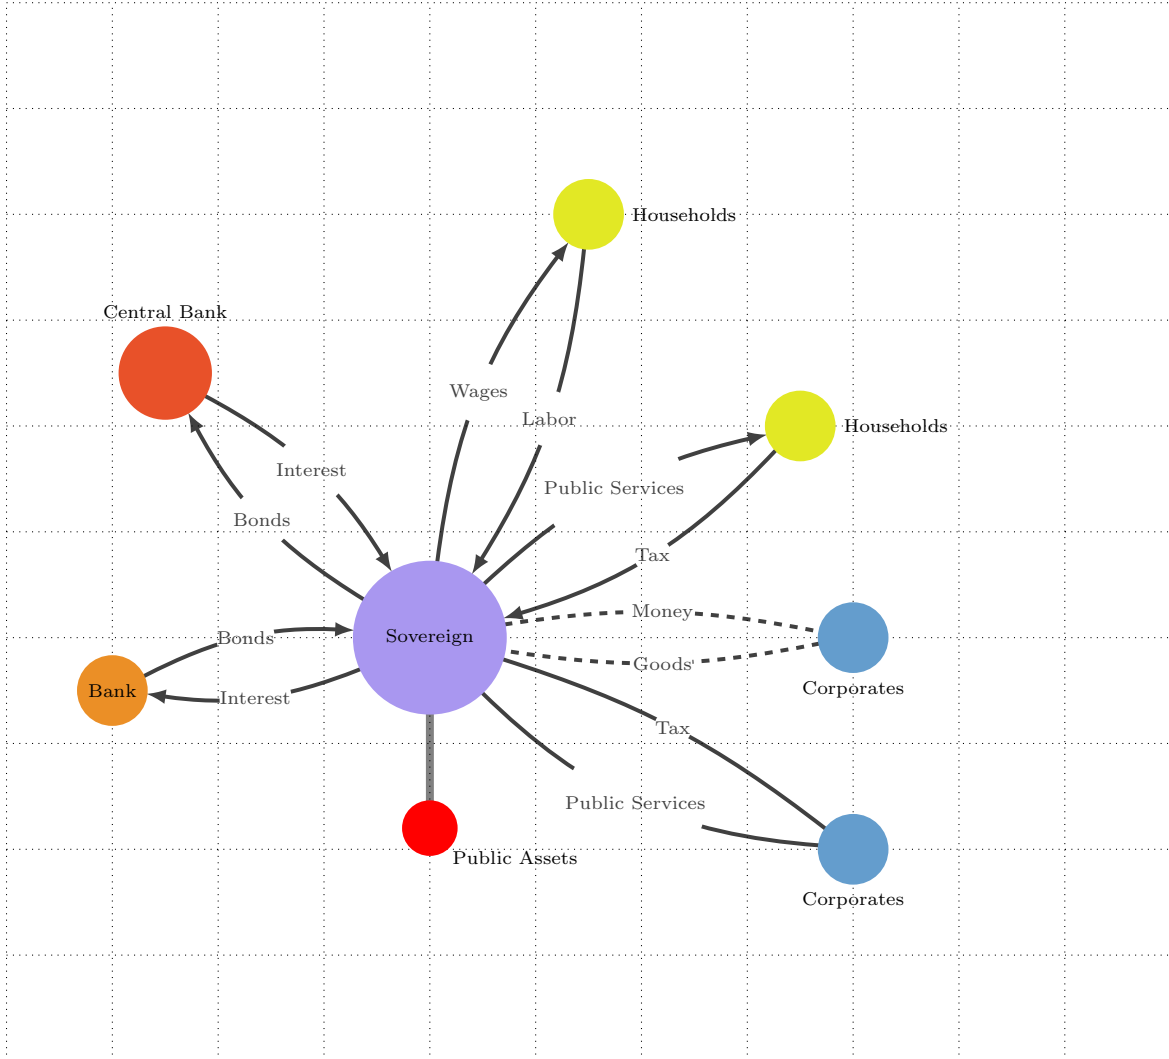 Households
Central Bank
Wages
Labor
Households
Interest
Public Services
Bonds
Tax
Money
Sovereign
Bonds
Goods
Corporates
Bank
Interest
Tax
Public Services
Public Assets
Corporates